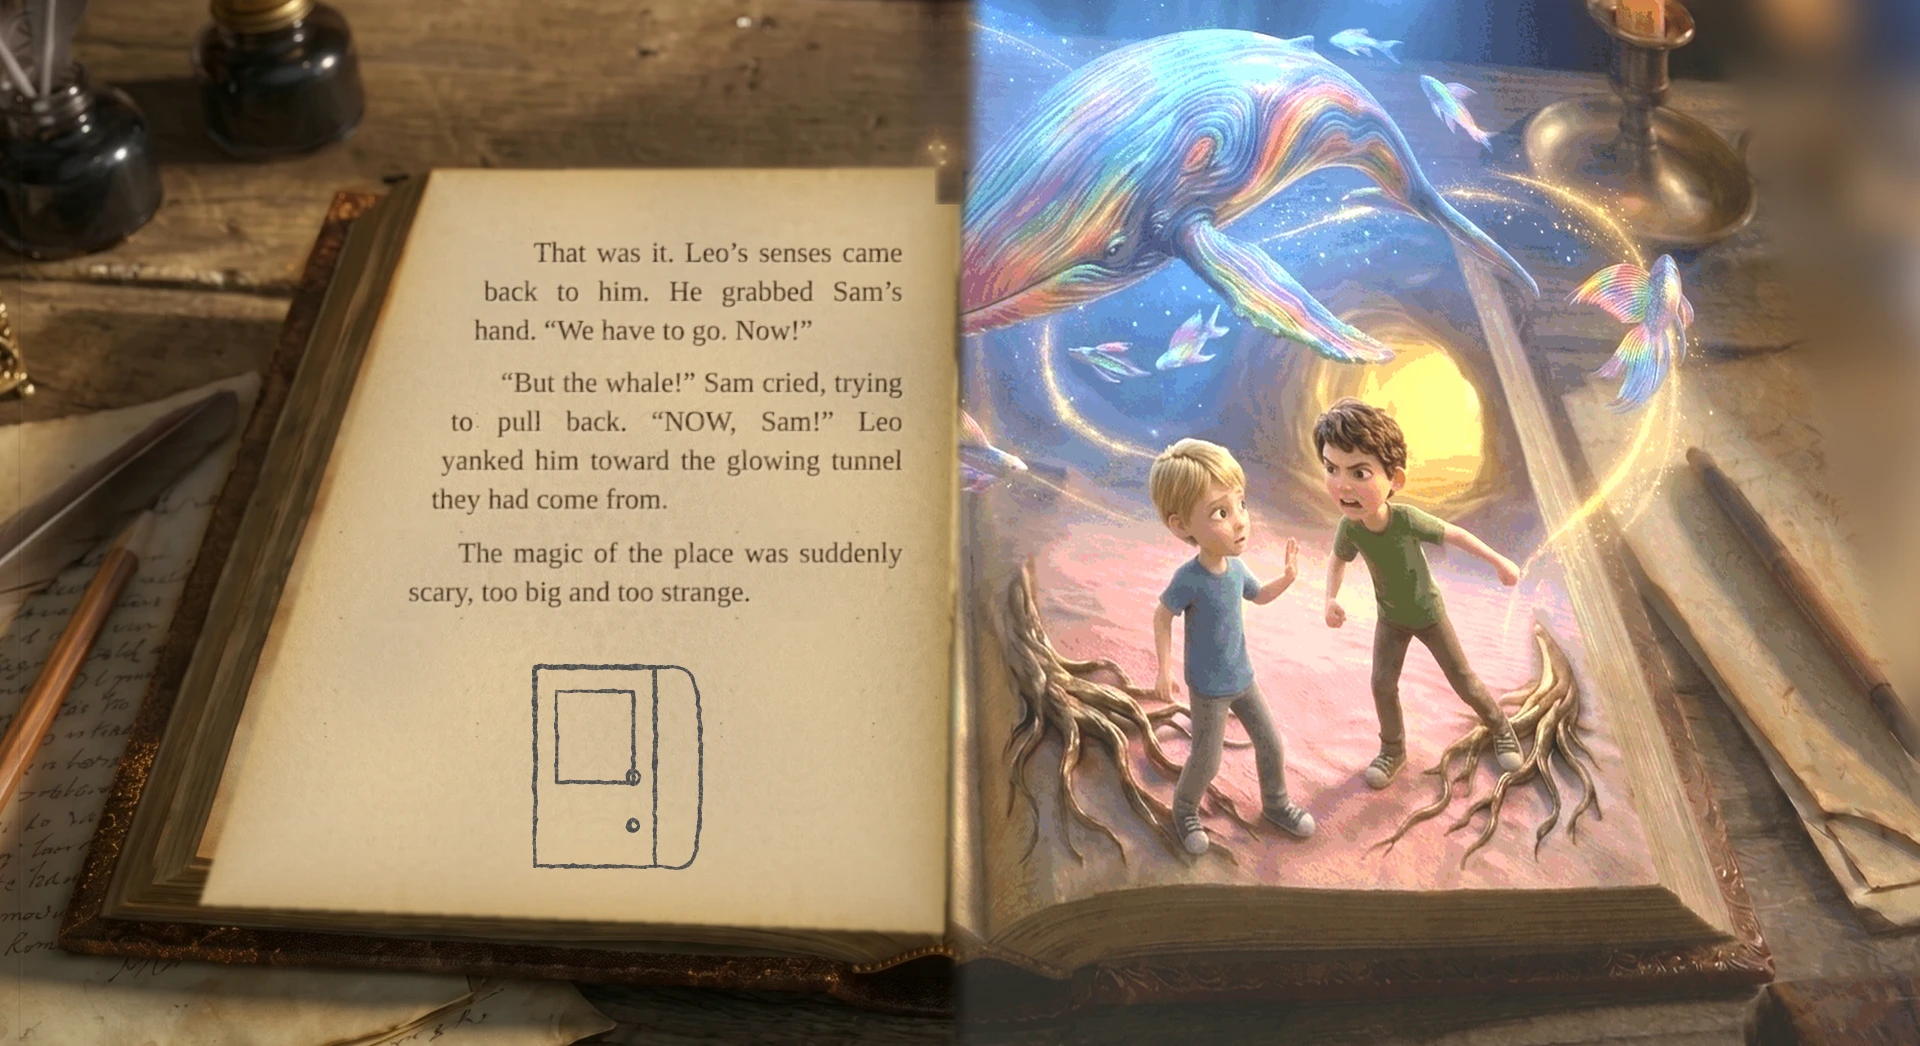 That was it. Leo’s senses came
back to him. He grabbed Sam’s
hand. “We have to go. Now!”
“But the whale!” Sam cried, trying
to pull back. “NOW, Sam!” Leo
yanked him toward the glowing tunnel
they had come from.
The magic of the place was suddenly
scary, too big and too strange.